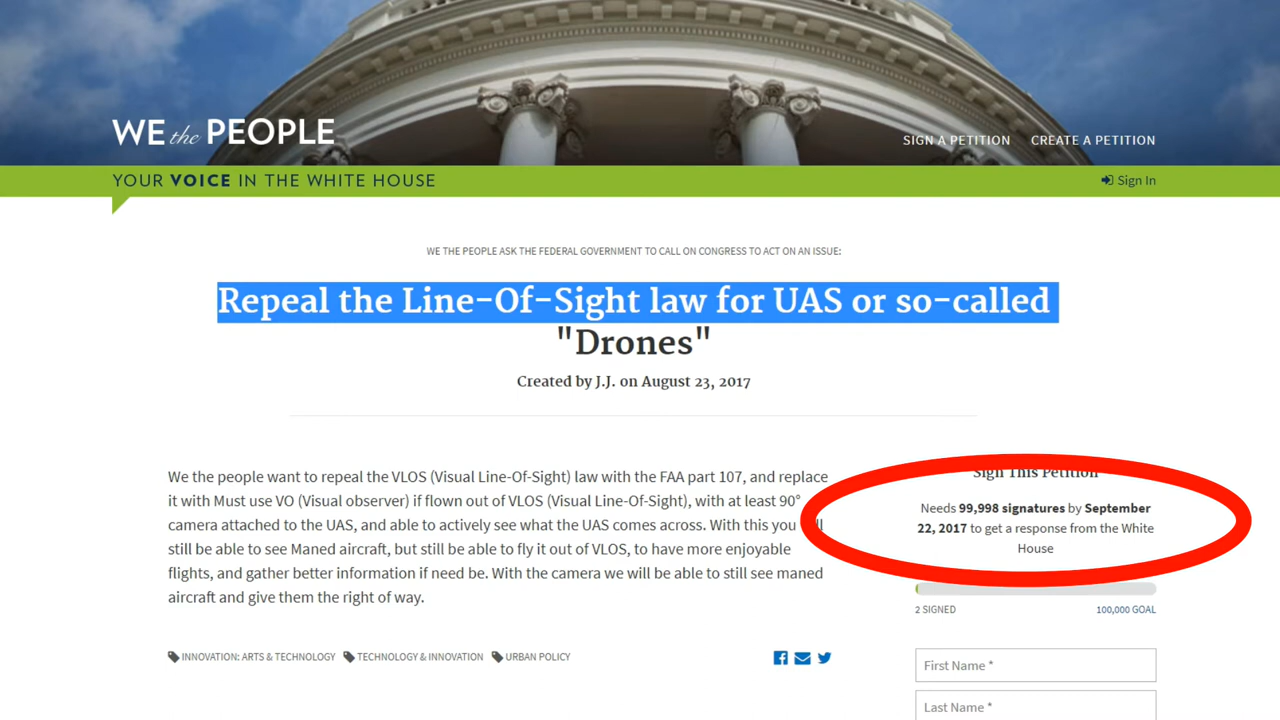 WE the PEOPLE
SIGN A PETITION CREATE A PETITION
YOUR VOICE IN THE WHITE HOUSE
Sign In
WE THE PEOPLE ASK THE FEDERAL GOVERNMENT TO CALL ON CONGRESS TO ACT ON AN ISSUE:
Repeal the Line-Of-Sight law for UAS or so-called
"Drones"
Created by J.J. on August 23, 2017
We the people want to repeal the VLOS (Visual Line-Of-Sight) law with the FAA part 107, and replace
it with Must use VO (Visual observer) if flown out of VLOS (Visual Line-Of-Sight), with at least 90°
camera attached to the UAS, and able to actively see what the UAS comes across. With this you
still be able to see Maned aircraft, but still be able to fly it out of VLOS, to have more enjoyable
flights, and gather better information if need be. With the camera we will be able to still see maned
aircraft and give them the right of way.
INNOVATION: ARTS & TECHNOLOGY TECHNOLOGY & INNOVATION URBAN POLICY
Sign This Petition
Needs 99,998 signatures by September
22, 2017 to get a response from the White
House
2 SIGNED 100,000 GOAL
First Name *
Last Name *